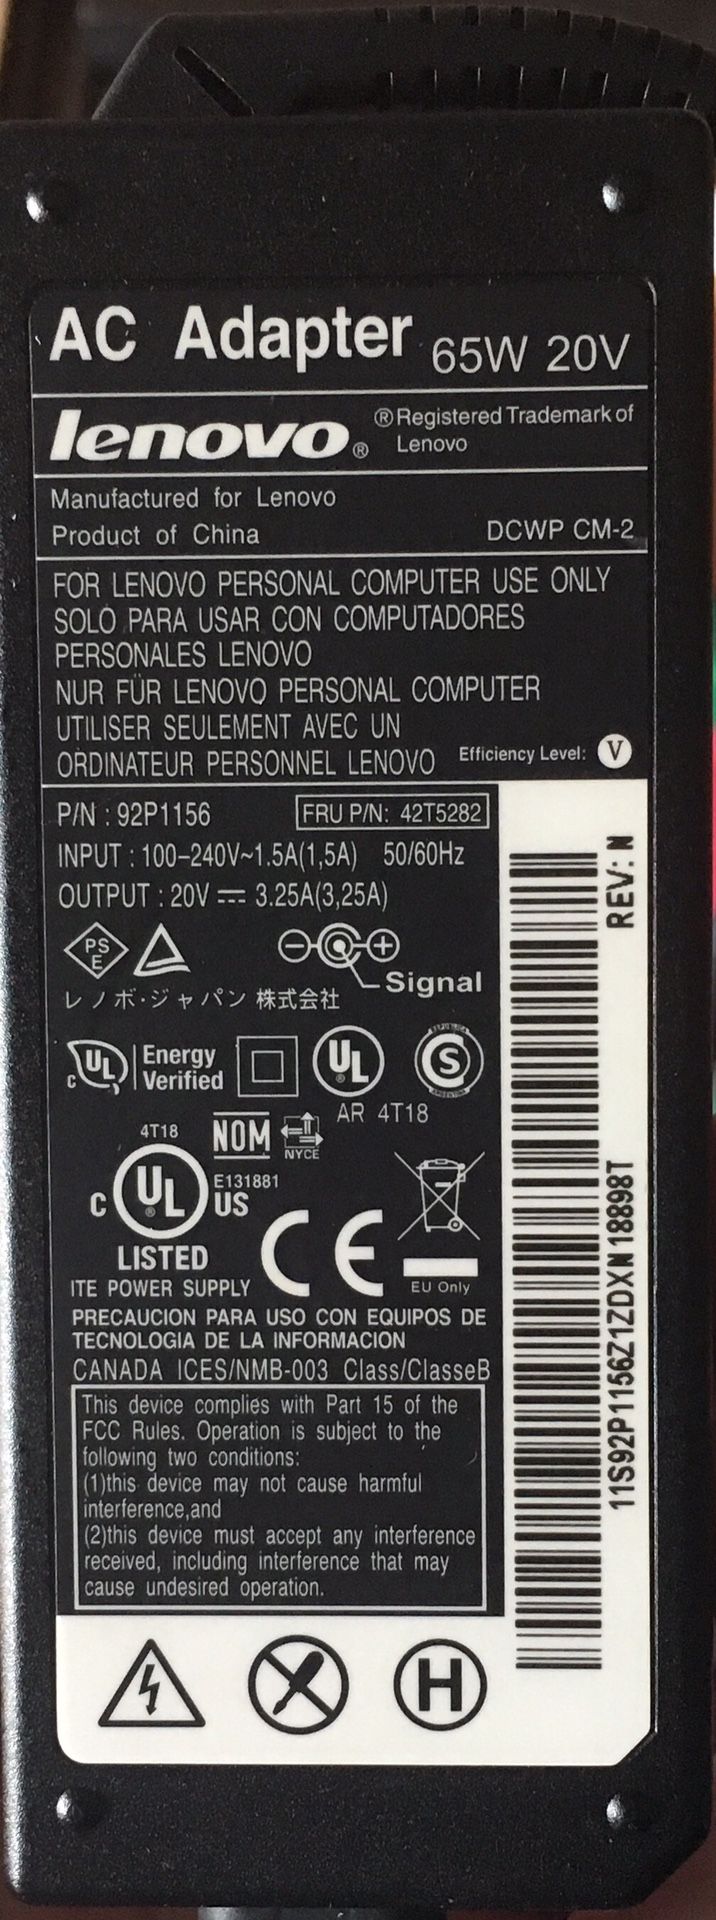 AC Adapter 65W 20V
lenovo® ®Registered Trademark of
Lenovo
Manufactured for Lenovo
Product of China DCWP CM-2
FOR LENOVO PERSONAL COMPUTER USE ONLY
SOLO PARA USAR CON COMPUTADORES
PERSONALES LENOVO
NUR FÜR LENOVO PERSONAL COMPUTER
UTILISER SEULEMENT AVEC UN
ORDINATEUR PERSONNEL LENOVO Efficiency Level: V
P/N : 92P1156 FRU P/N: 42T5282
INPUT : 100-240V~1.5A(1,5A) 50/60Hz
OUTPUT : 20V ⎓ 3.25A(3,25A)
PS
E
Signal
レノボ・ジャパン 株式会社
c UL Energy
Verified
UL
®
REPUBLICA
S
ARGENTINA
AR 4T18
4T18
NOM
NYCE
C UL ® US
E131881
LISTED
CE
EU Only
ITE POWER SUPPLY
PRECAUCION PARA USO CON EQUIPOS DE
TECNOLOGIA DE LA INFORMACION
CANADA ICES/NMB-003 Class/ClasseB
This device complies with Part 15 of the
FCC Rules. Operation is subject to the
following two conditions:
(1)this device may not cause harmful
interference,and
(2)this device must accept any interference
received, including interference that may
cause undesired operation.
H
REV: N
11S92P1156Z1ZDXN18898T